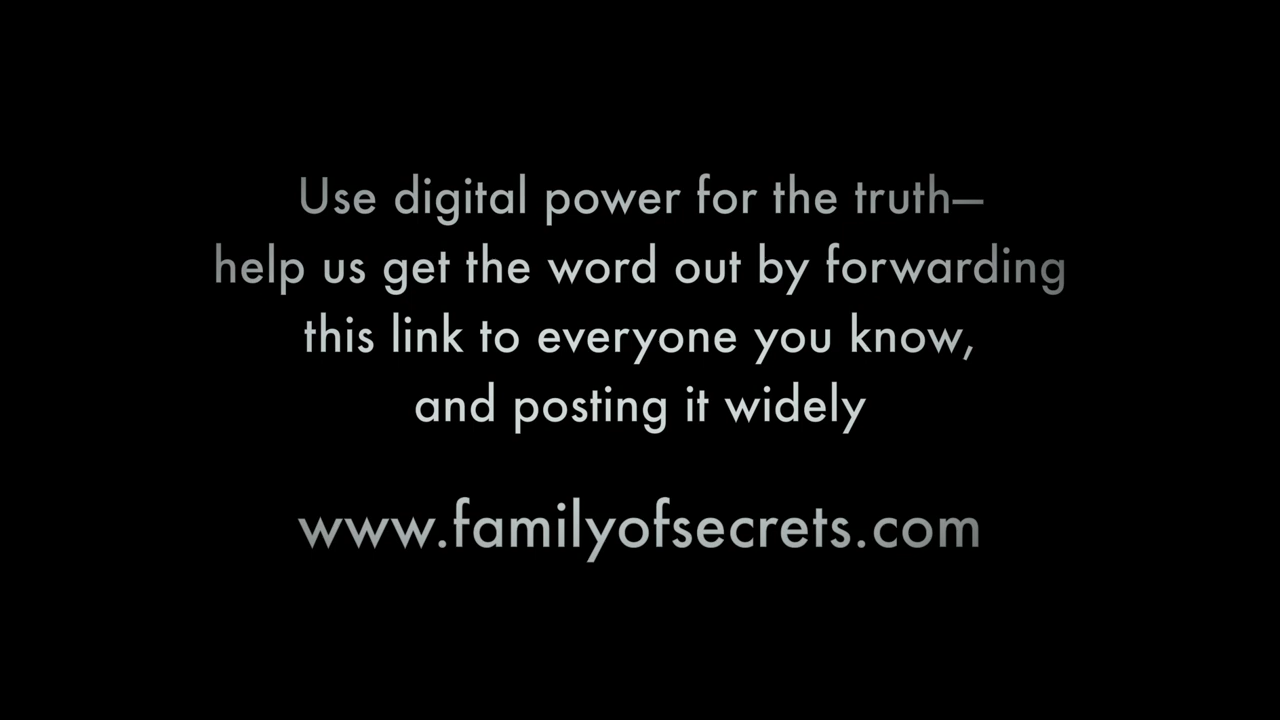 Use digital power for the truth—
help us get the word out by forwarding
this link to everyone you know,
and posting it widely
www.familyofsecrets.com